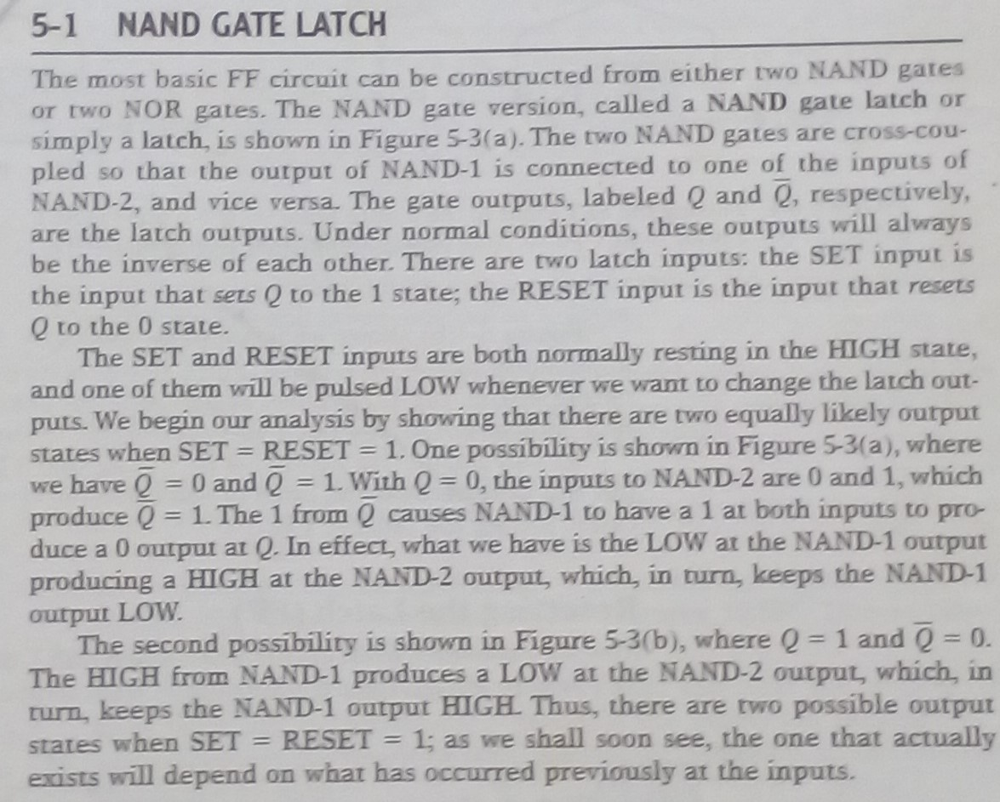 5-1 NAND GATE LATCH
The most basic FF circuit can be constructed from either two NAND gates
or two NOR gates. The NAND gate version, called a NAND gate latch or
simply a latch, is shown in Figure 5-3(a). The two NAND gates are cross-cou-
pled so that the output of NAND-1 is connected to one of the inputs of
NAND-2, and vice versa. The gate outputs, labeled Q and Q̅, respectively,
are the latch outputs. Under normal conditions, these outputs will always
be the inverse of each other. There are two latch inputs: the SET input is
the input that sets Q to the 1 state; the RESET input is the input that resets
Q to the 0 state.
The SET and RESET inputs are both normally resting in the HIGH state,
and one of them will be pulsed LOW whenever we want to change the latch out-
puts. We begin our analysis by showing that there are two equally likely output
states when SET = RESET = 1. One possibility is shown in Figure 5-3(a), where
we have Q̅ = 0 and Q̅ = 1. With Q = 0, the inputs to NAND-2 are 0 and 1, which
produce Q̅ = 1. The 1 from Q̅ causes NAND-1 to have a 1 at both inputs to pro-
duce a 0 output at Q. In effect, what we have is the LOW at the NAND-1 output
producing a HIGH at the NAND-2 output, which, in turn, keeps the NAND-1
output LOW.
The second possibility is shown in Figure 5-3(b), where Q = 1 and Q̅ = 0.
The HIGH from NAND-1 produces a LOW at the NAND-2 output, which, in
turn, keeps the NAND-1 output HIGH. Thus, there are two possible output
states when SET = RESET = 1; as we shall soon see, the one that actually
exists will depend on what has occurred previously at the inputs.